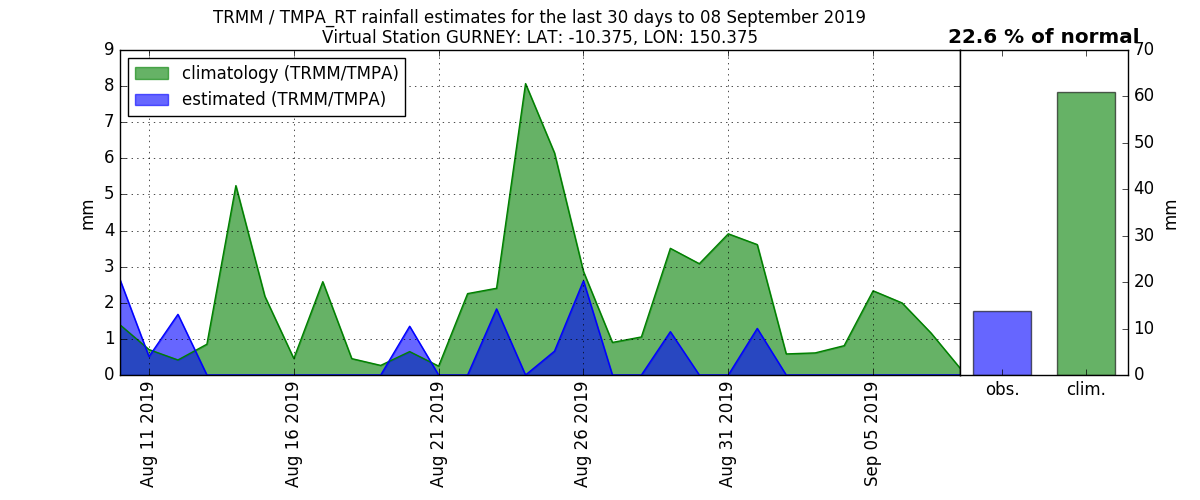 TRMM / TMPA_RT rainfall estimates for the last 30 days to 08 September 2019
Virtual Station GURNEY: LAT: -10.375, LON: 150.375
22.6 % of normal
climatology (TRMM/TMPA)
estimated (TRMM/TMPA)
9
8
7
6
5
4
3
2
1
0
mm
Aug 11 2019
Aug 16 2019
Aug 21 2019
Aug 26 2019
Aug 31 2019
Sep 05 2019
70
60
50
40
30
20
10
0
mm
obs.
clim.